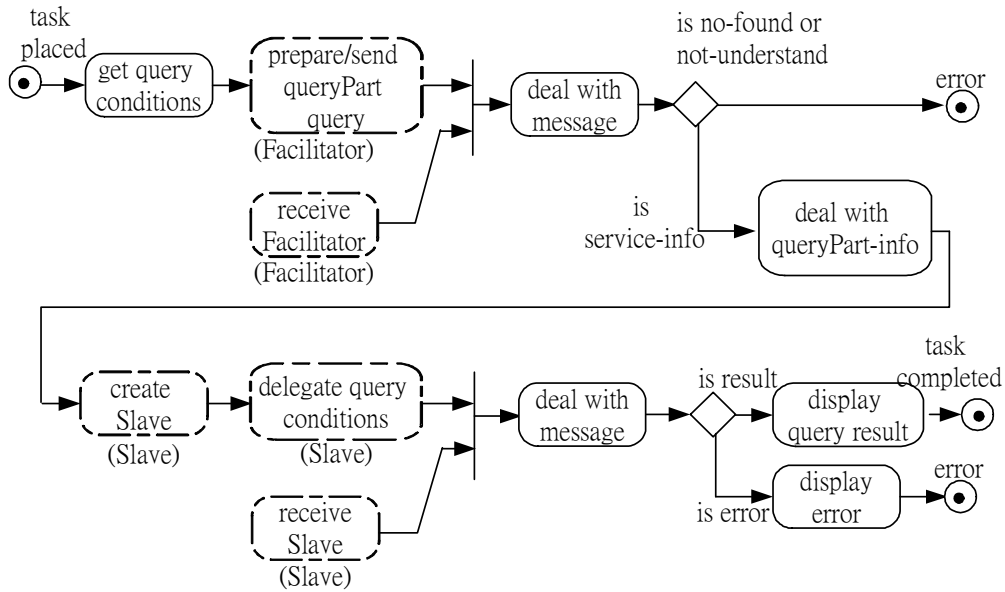 task
placed
get query
conditions
prepare/send
queryPart
query
(Facilitator)
receive
Facilitator
(Facilitator)
deal with
message
is no-found or
not-understand
error
is
service-info
deal with
queryPart-info
create
Slave
(Slave)
delegate query
conditions
(Slave)
receive
Slave
(Slave)
deal with
message
is result
display
query result
task
completed
is error
display
error
error